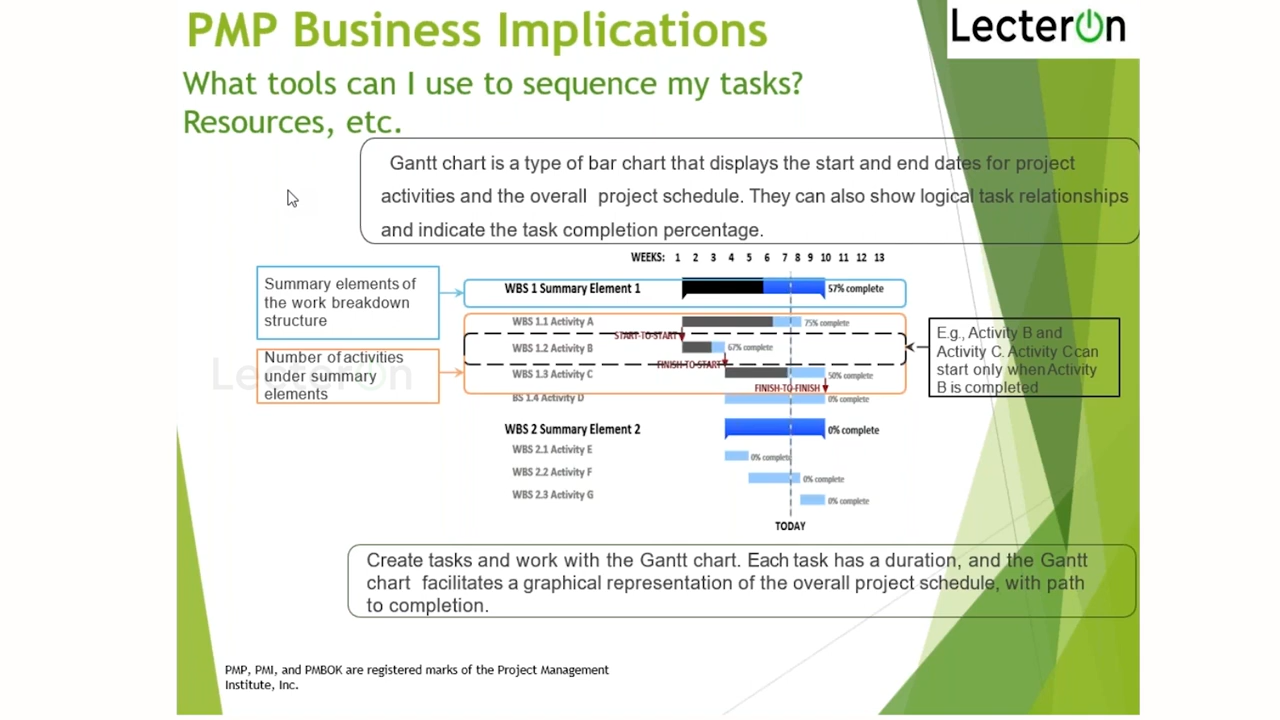 PMP Business Implications
LecterOn
What tools can I use to sequence my tasks?
Resources, etc.
Gantt chart is a type of bar chart that displays the start and end dates for project
activities and the overall project schedule. They can also show logical task relationships
and indicate the task completion percentage.
WEEKS: 1 2 3 4 5 6 7 8 9 10 11 12 13
Summary elements of
the work breakdown
structure
WBS 1 Summary Element 1
57% complete
WBS 1.1 Activity A
75% complete
START-TO-START
WBS 1.2 Activity B
67% complete
FINISH-TO-START
WBS 1.3 Activity C
50% complete
FINISH-TO-FINISH
BS 1.4 Activity D
0% complete
Number of activities
under summary
elements
E.g., Activity B and
Activity C. Activity C can
start only when Activity
B is completed
WBS 2 Summary Element 2
0% complete
WBS 2.1 Activity E
0% complete
WBS 2.2 Activity F
0% complete
WBS 2.3 Activity G
0% complete
TODAY
Create tasks and work with the Gantt chart. Each task has a duration, and the Gantt
chart facilitates a graphical representation of the overall project schedule, with path
to completion.
PMP, PMI, and PMBOK are registered marks of the Project Management
Institute, Inc.